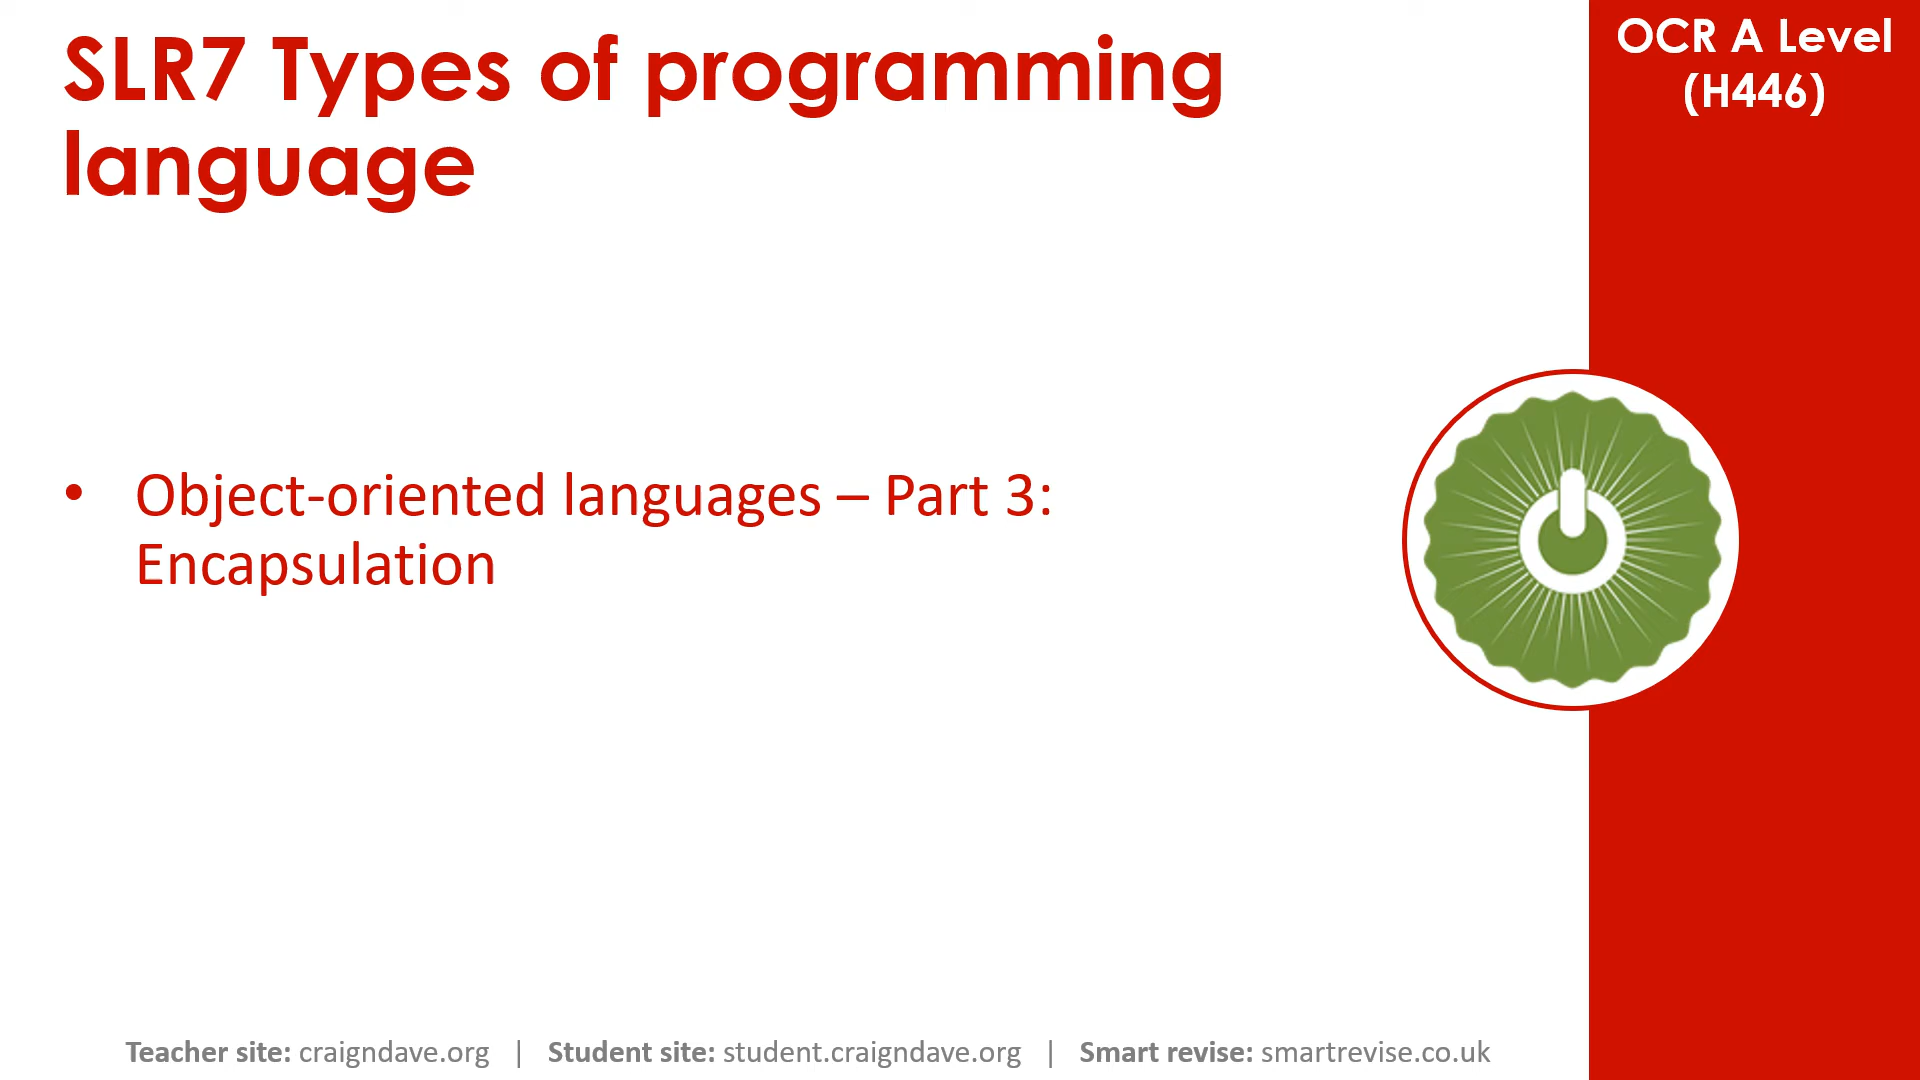 SLR7 Types of programming
language
OCR A Level
(H446)
• Object-oriented languages – Part 3:
Encapsulation
Teacher site: craigndave.org | Student site: student.craigndave.org | Smart revise: smartrevise.co.uk